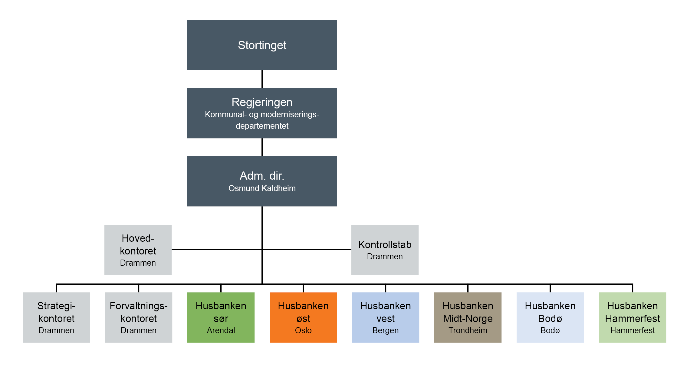 Stortinget
Regjeringen
Kommunal- og moderniserings-
departementet
Adm. dir.
Osmund Kaldheim
Hoved-
kontoret
Drammen
Kontrollstab
Drammen
Strategi-
kontoret
Drammen
Forvaltnings-
kontoret
Drammen
Husbanken
sør
Arendal
Husbanken
øst
Oslo
Husbanken
vest
Bergen
Husbanken
Midt-Norge
Trondheim
Husbanken
Bodø
Bodø
Husbanken
Hammerfest
Hammerfest